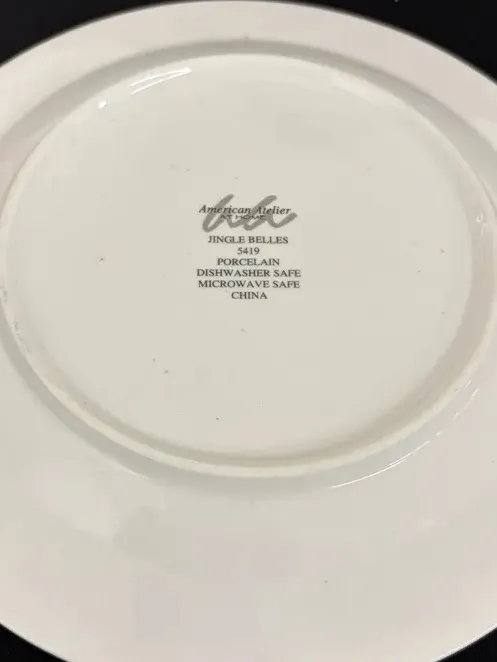 American Atelier
AT HOME
JINGLE BELLES
5419
PORCELAIN
DISHWASHER SAFE
MICROWAVE SAFE
CHINA